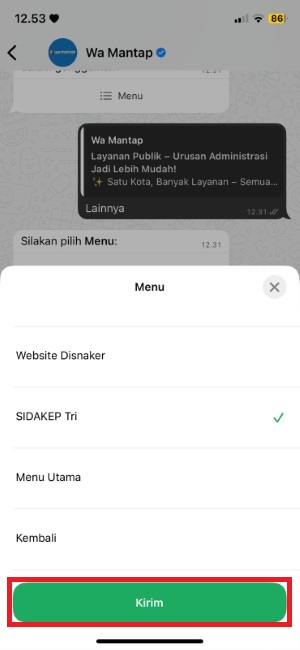 12.53
86
Wa Mantap
12.31
Menu
Wa Mantap
Layanan Publik – Urusan Administrasi
Jadi Lebih Mudah!
✨ Satu Kota, Banyak Layanan – Semua...
Lainnya
12.31
Silakan pilih Menu:
12.31
Menu
Website Disnaker
SIDAKEP Tri
Menu Utama
Kembali
Kirim